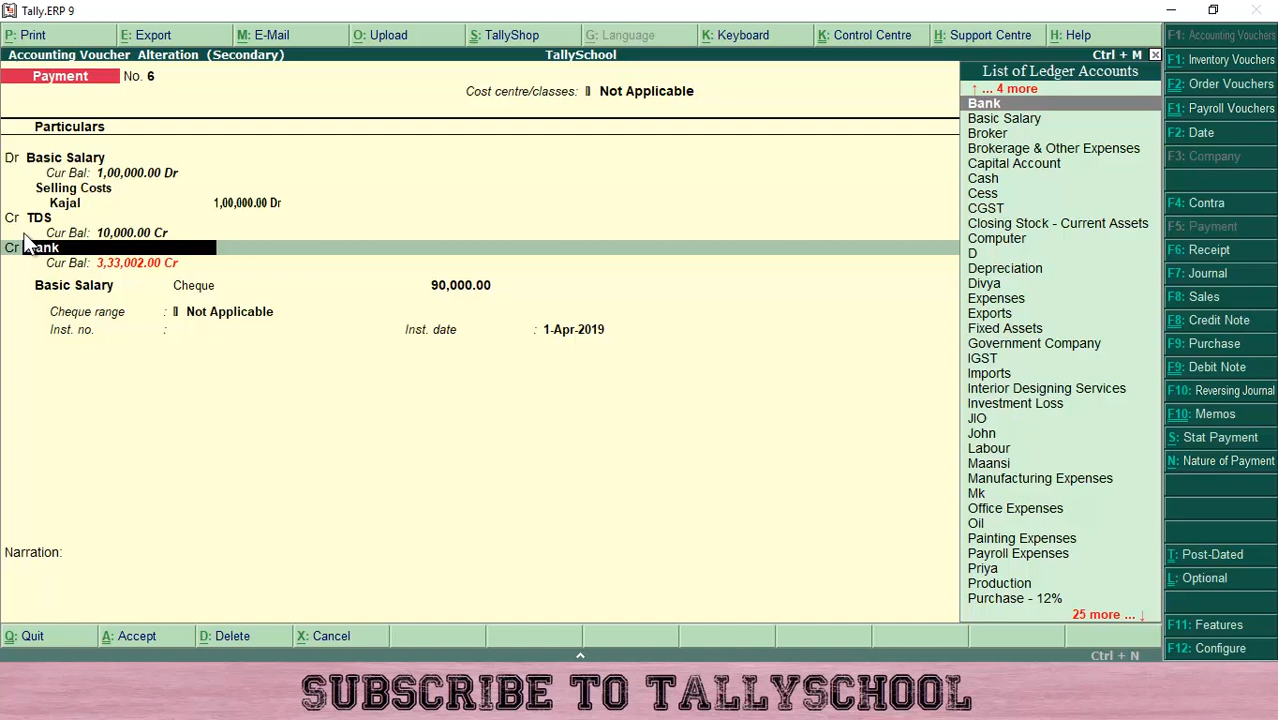 Tally.ERP 9
P: Print
E: Export
M: E-Mail
O: Upload
S: TallyShop
G: Language
K: Keyboard
K: Control Centre
H: Support Centre
H: Help
Accounting Voucher Alteration (Secondary)
TallySchool
Ctrl + M
Payment No. 6
Cost centre/classes: Not Applicable
Particulars
Dr Basic Salary
Cur Bal: 1,00,000.00 Dr
Selling Costs
Kajal 1,00,000.00 Dr
Cr TDS
Cur Bal: 10,000.00 Cr
Cr ank
Cur Bal: 3,33,002.00 Cr
Basic Salary Cheque 90,000.00
Cheque range : Not Applicable
Inst. no. : Inst. date : 1-Apr-2019
Narration:
List of Ledger Accounts
↑ ... 4 more
Bank
Basic Salary
Broker
Brokerage & Other Expenses
Capital Account
Cash
Cess
CGST
Closing Stock - Current Assets
Computer
D
Depreciation
Divya
Expenses
Exports
Fixed Assets
Government Company
IGST
Imports
Interior Designing Services
Investment Loss
JIO
John
Labour
Maansi
Manufacturing Expenses
Mk
Office Expenses
Oil
Painting Expenses
Payroll Expenses
Priya
Production
Purchase - 12%
25 more ... ↓
F1: Accounting Vouchers
F1: Inventory Vouchers
F2: Order Vouchers
F1: Payroll Vouchers
F2: Date
F3: Company
F4: Contra
F5: Payment
F6: Receipt
F7: Journal
F8: Sales
F8: Credit Note
F9: Purchase
F9: Debit Note
F10: Reversing Journal
F10: Memos
S: Stat Payment
N: Nature of Payment
T: Post-Dated
L: Optional
F11: Features
F12: Configure
Q: Quit
A: Accept
D: Delete
X: Cancel
Ctrl + N
SUBSCRIBE TO TALLYSCHOOL